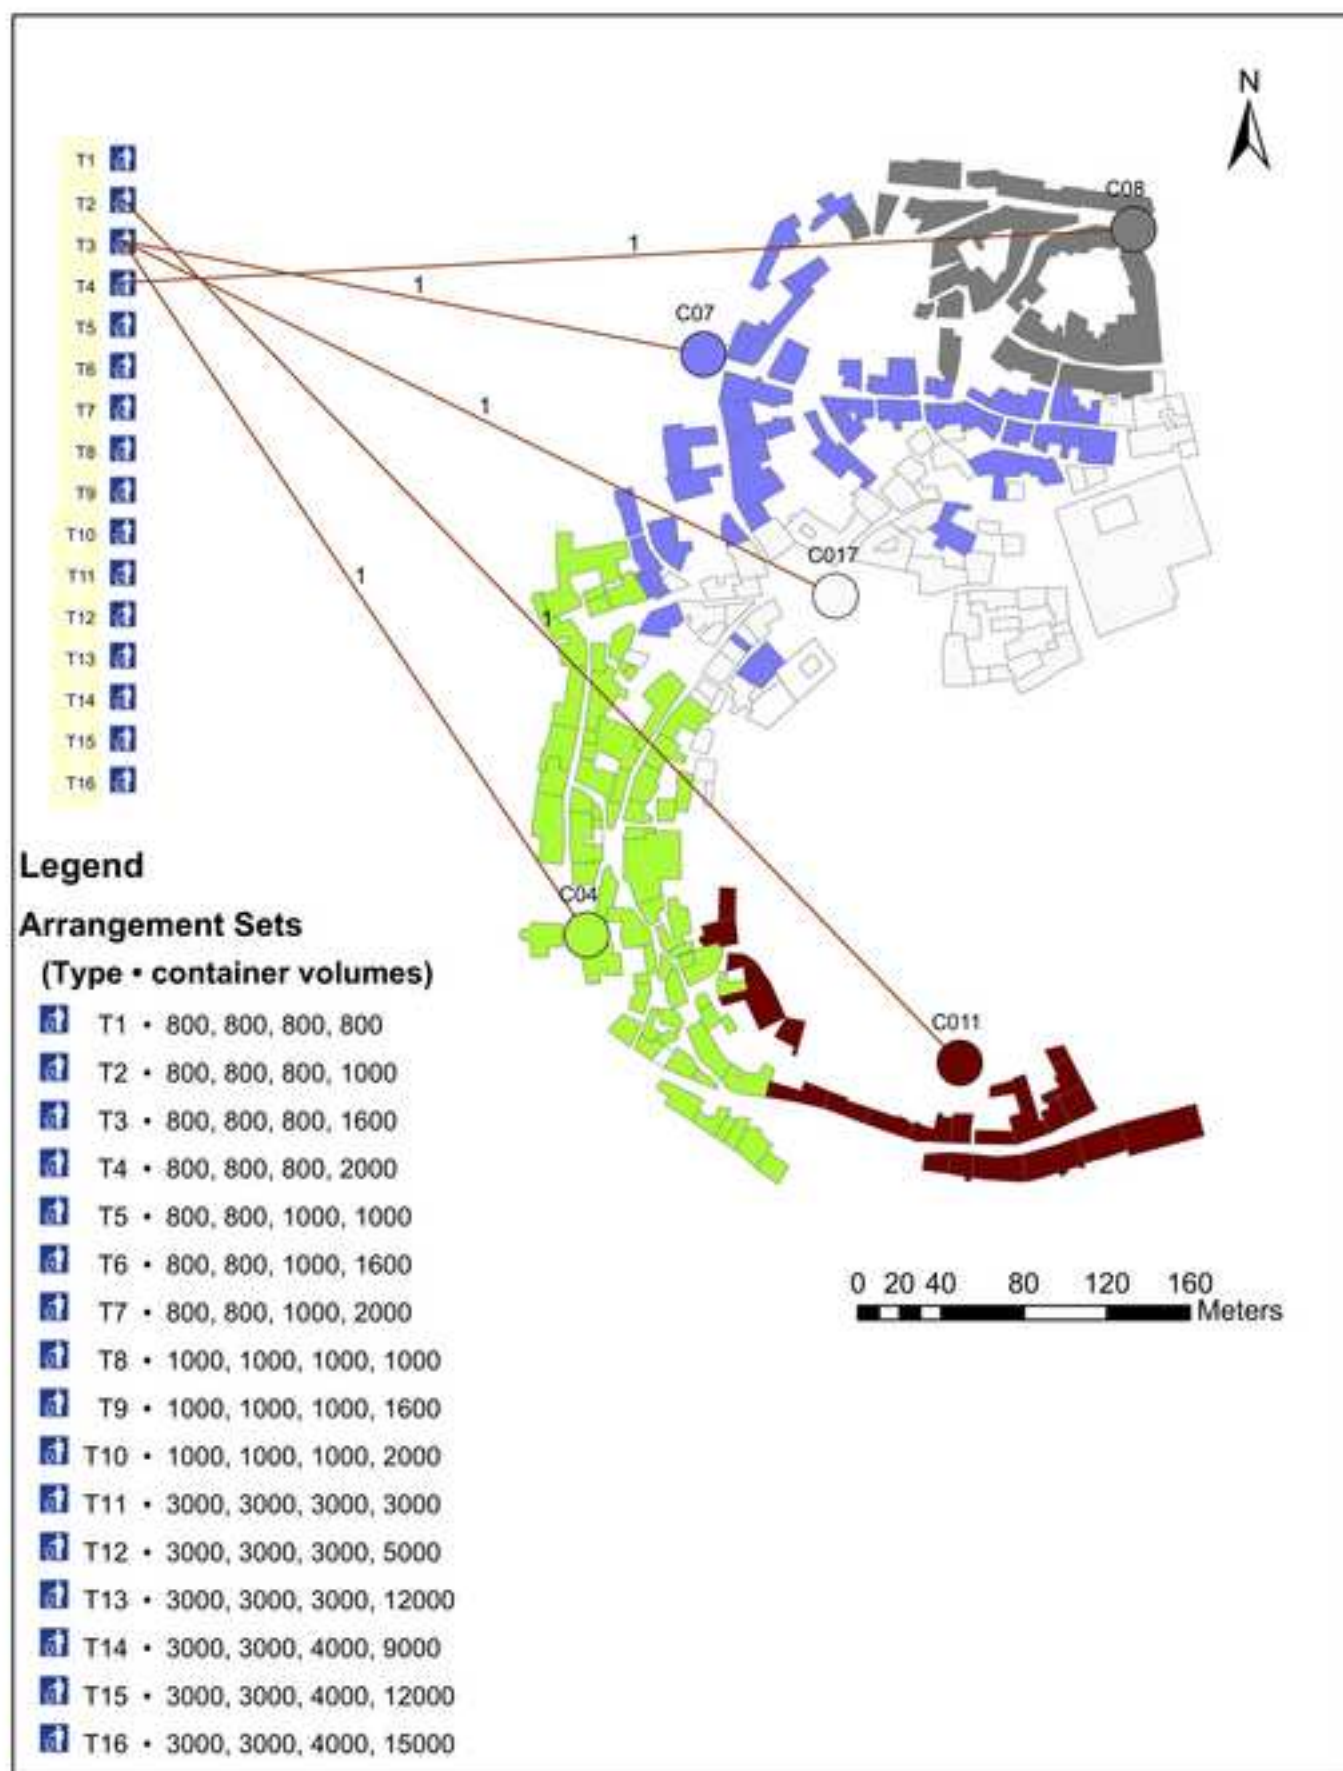 N
T1
T2
T3
T4
T5
T6
T7
T8
T9
T10
T11
T12
T13
T14
T15
T16
C08
1
1
C07
1
C017
1
1
C04
C011
0 20 40 80 120 160
Meters
Legend
Arrangement Sets
(Type • container volumes)
T1 • 800, 800, 800, 800
T2 • 800, 800, 800, 1000
T3 • 800, 800, 800, 1600
T4 • 800, 800, 800, 2000
T5 • 800, 800, 1000, 1000
T6 • 800, 800, 1000, 1600
T7 • 800, 800, 1000, 2000
T8 • 1000, 1000, 1000, 1000
T9 • 1000, 1000, 1000, 1600
T10 • 1000, 1000, 1000, 2000
T11 • 3000, 3000, 3000, 3000
T12 • 3000, 3000, 3000, 5000
T13 • 3000, 3000, 3000, 12000
T14 • 3000, 3000, 4000, 9000
T15 • 3000, 3000, 4000, 12000
T16 • 3000, 3000, 4000, 15000